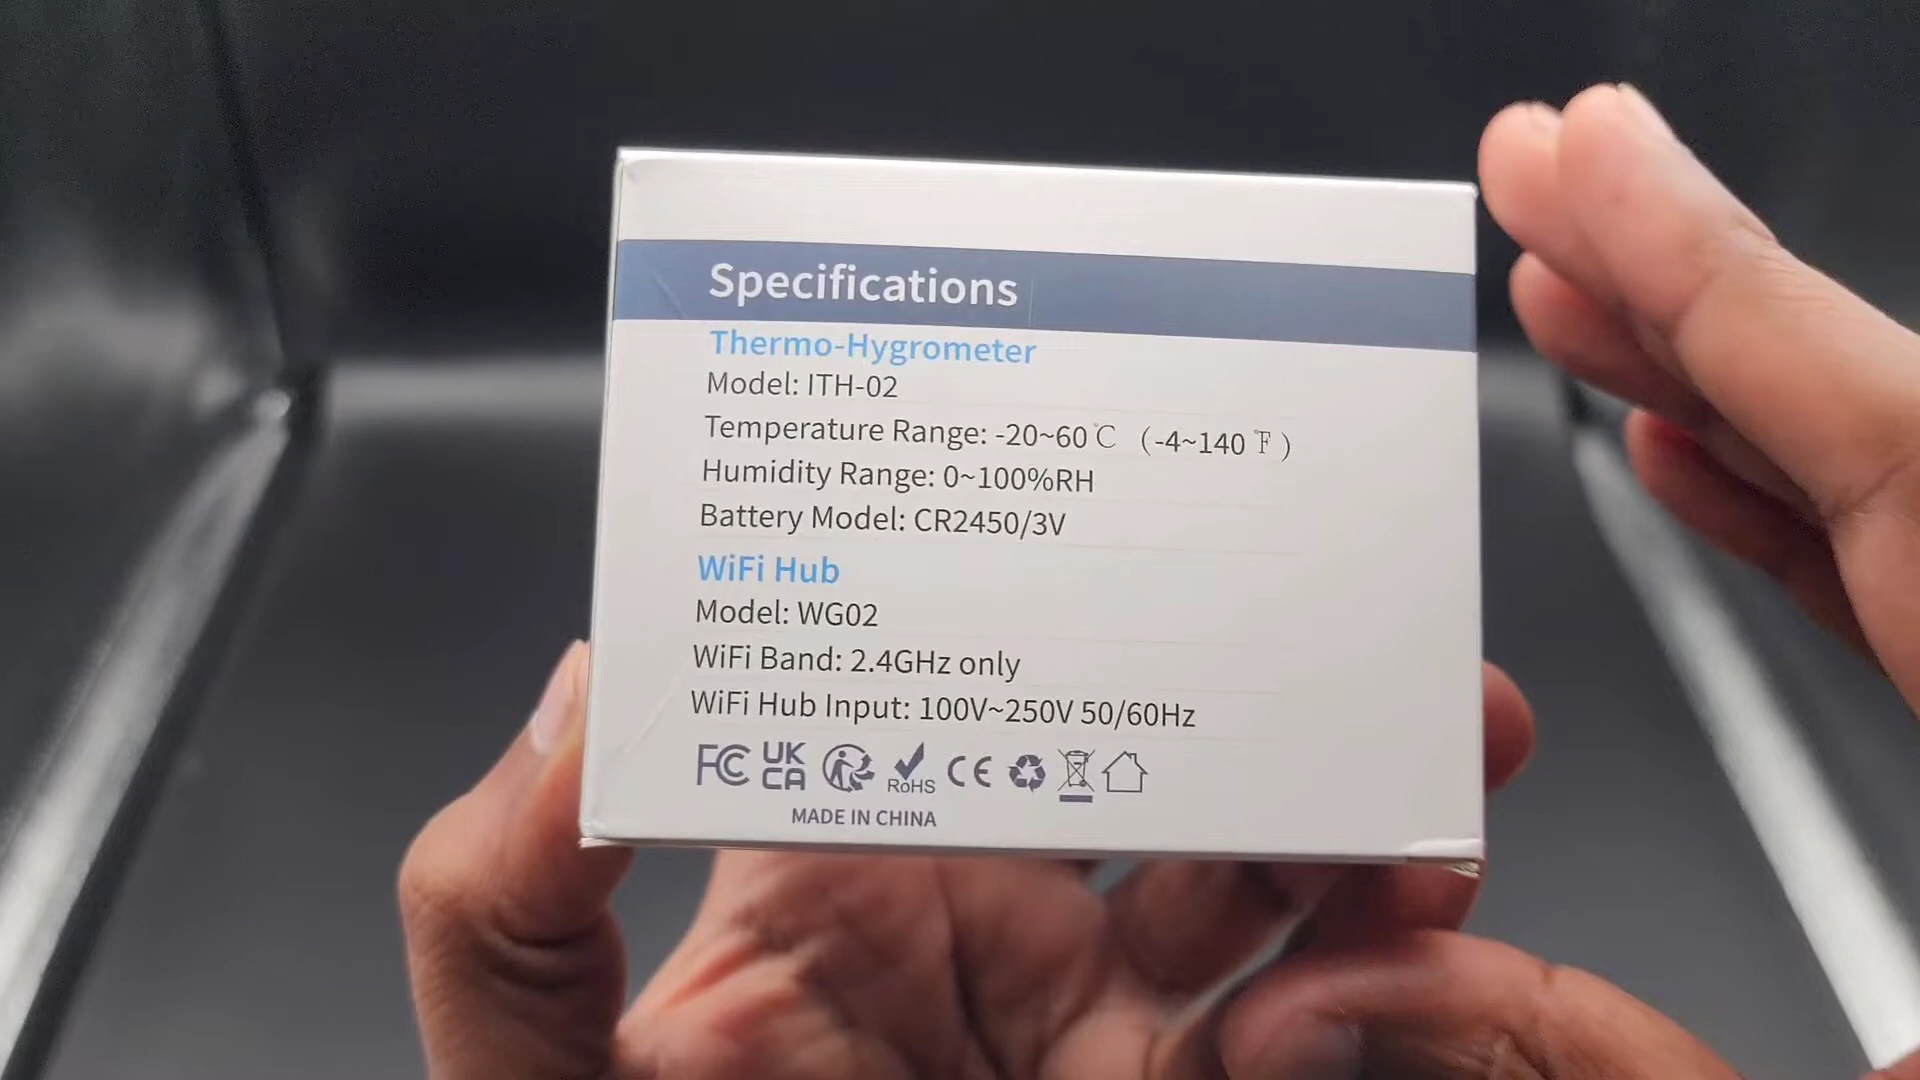 Specifications
Thermo-Hygrometer
Model: ITH-02
Temperature Range: -20~60℃ (-4~140℉)
Humidity Range: 0~100%RH
Battery Model: CR2450/3V
WiFi Hub
Model: WG02
WiFi Band: 2.4GHz only
WiFi Hub Input: 100V~250V 50/60Hz
FC UK CA RoHS CE
MADE IN CHINA